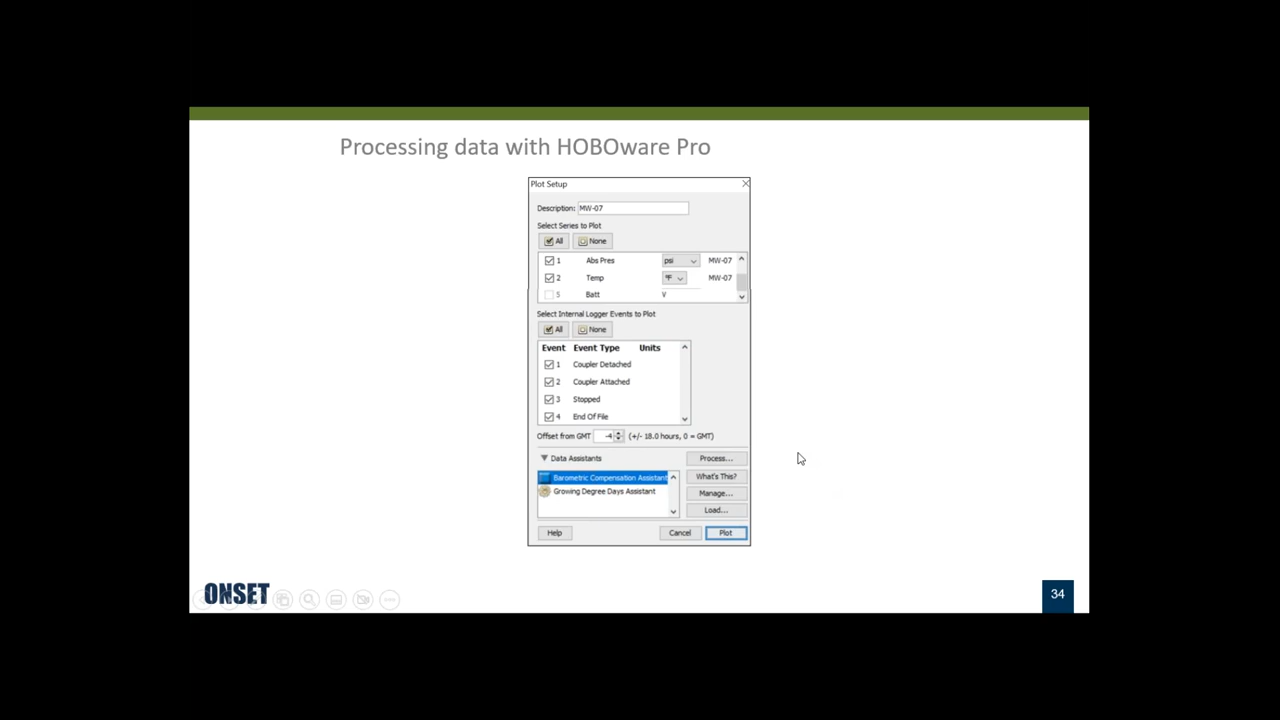 Processing data with HOBOware Pro
Plot Setup
Description: MW-07
Select Series to Plot
All None
1 Abs Pres psi MW-07
2 Temp °F MW-07
5 Batt V
Select Internal Logger Events to Plot
All None
Event Event Type Units
1 Coupler Detached
2 Coupler Attached
3 Stopped
4 End Of File
Offset from GMT -4 (+/- 18.0 hours, 0 = GMT)
Data Assistants Process...
Barometric Compensation Assistant What's This?
Growing Degree Days Assistant Manage...
Load...
Help Cancel Plot
ONSET 34